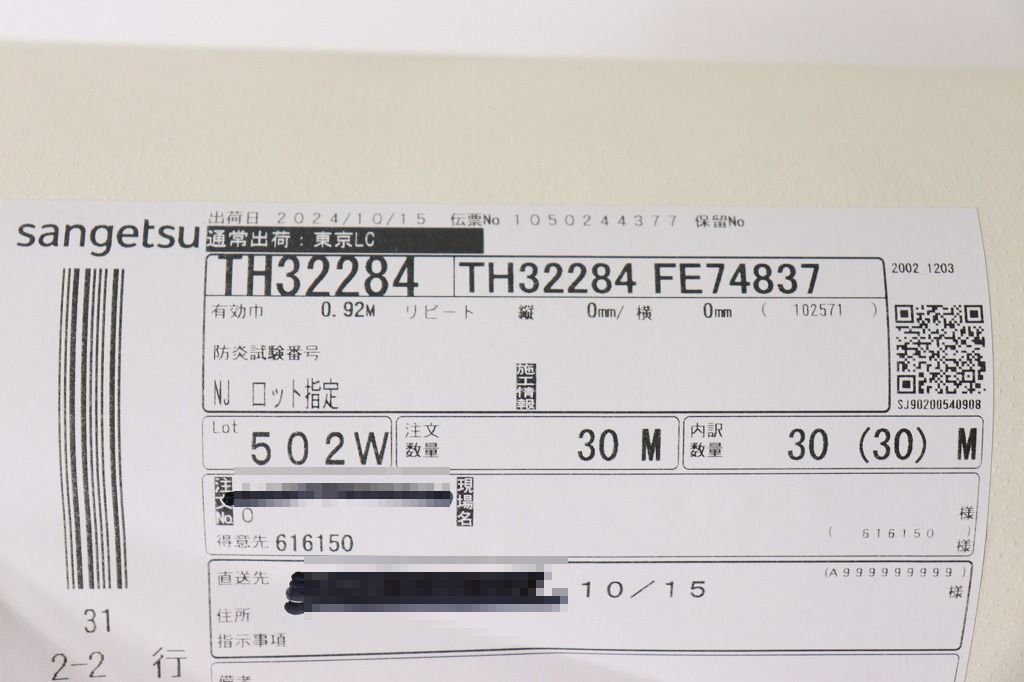 出荷日 2024/10/15 伝票No 1050244377 保留No
sangetsu
通常出荷:東京LC
TH32284 TH32284 FE74837
2002 1203
有効巾 0.92M リピート 縦 0mm/ 横 0mm ( 102571 )
防炎試験番号
NJ ロット指定
施工情報
SJ90200540908
Lot 502W 注文数量 30 M 内訳数量 30 (30) M
注文No 0 現場名 様
得意先 616150 ( 616150 ) 様
直送先 10/15 (A999999999) 様
住所
指示事項
31
2-2 行
備考